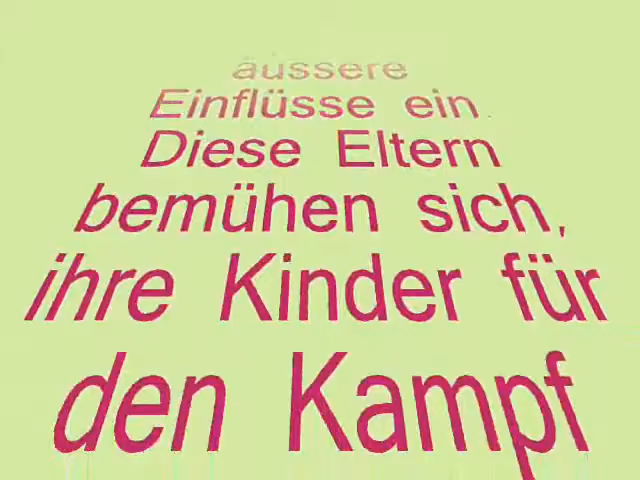 äussere
Einflüsse ein.
Diese Eltern
bemühen sich,
ihre Kinder für
den Kampf